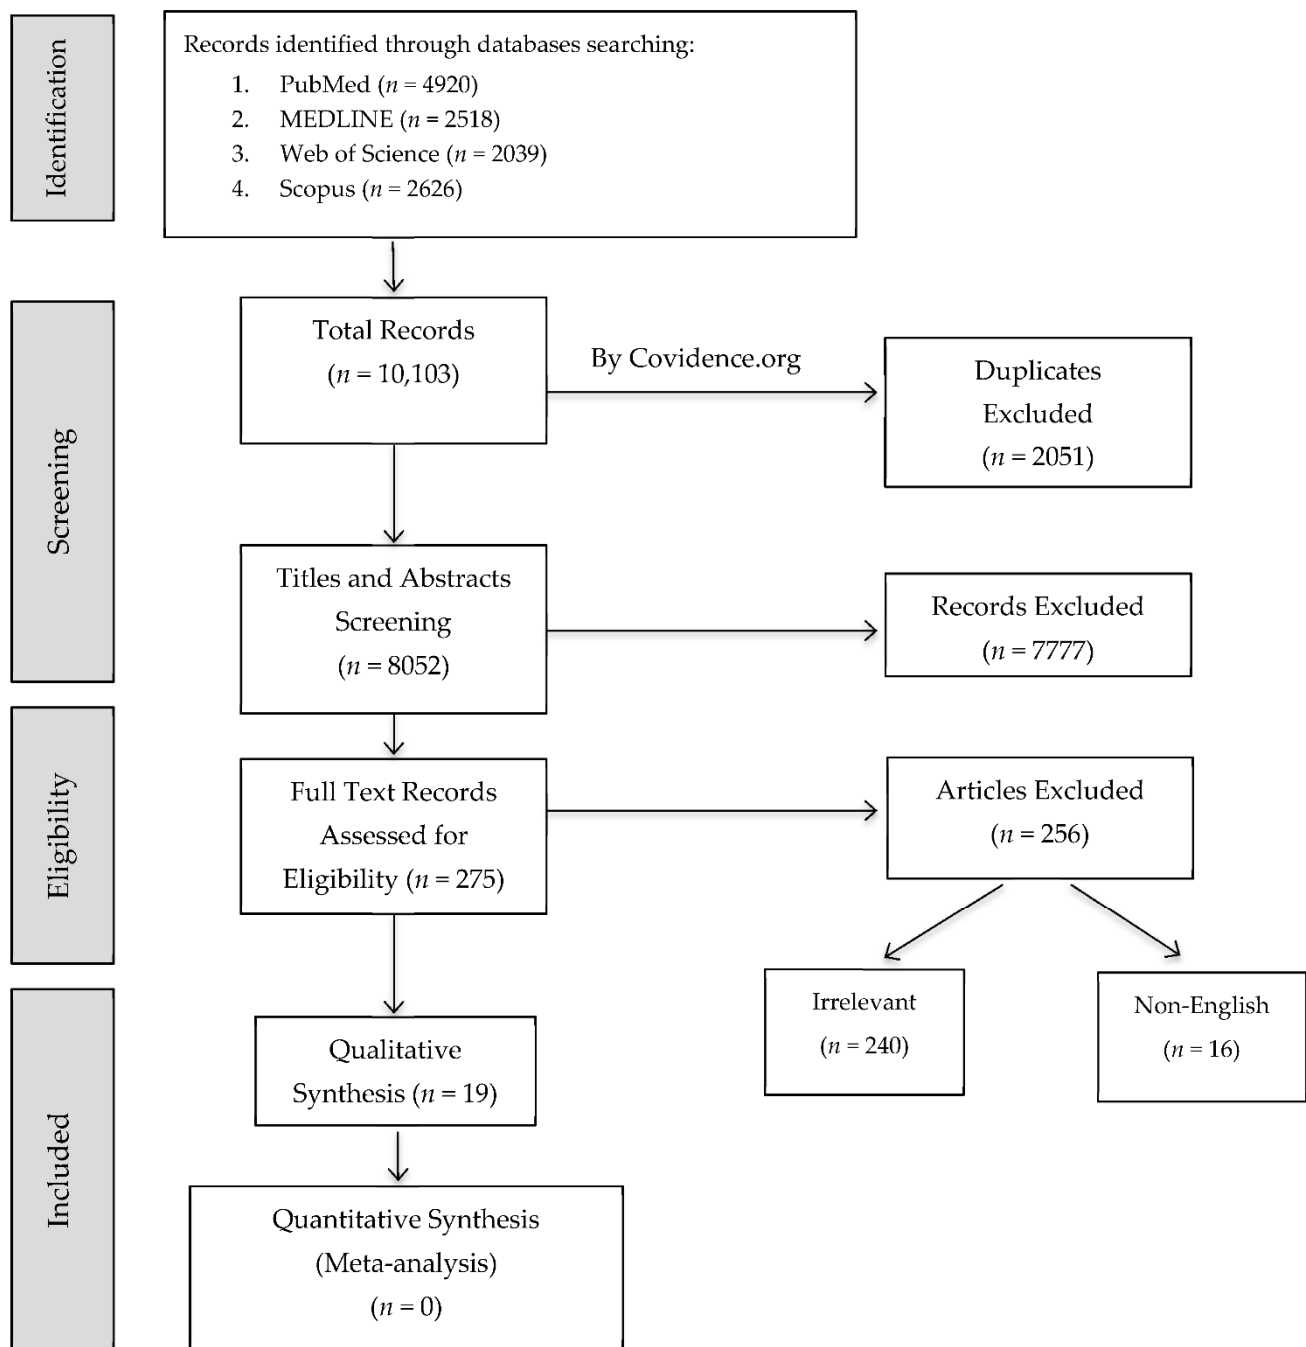 Identification
Records identified through databases searching:
1. PubMed (n = 4920)
2. MEDLINE (n = 2518)
3. Web of Science (n = 2039)
4. Scopus (n = 2626)
Screening
Total Records
(n = 10,103)
By Covidence.org
Duplicates
Excluded
(n = 2051)
Titles and Abstracts
Screening
(n = 8052)
Records Excluded
(n = 7777)
Eligibility
Full Text Records
Assessed for
Eligibility (n = 275)
Articles Excluded
(n = 256)
Irrelevant
(n = 240)
Non-English
(n = 16)
Included
Qualitative
Synthesis (n = 19)
Quantitative Synthesis
(Meta-analysis)
(n = 0)